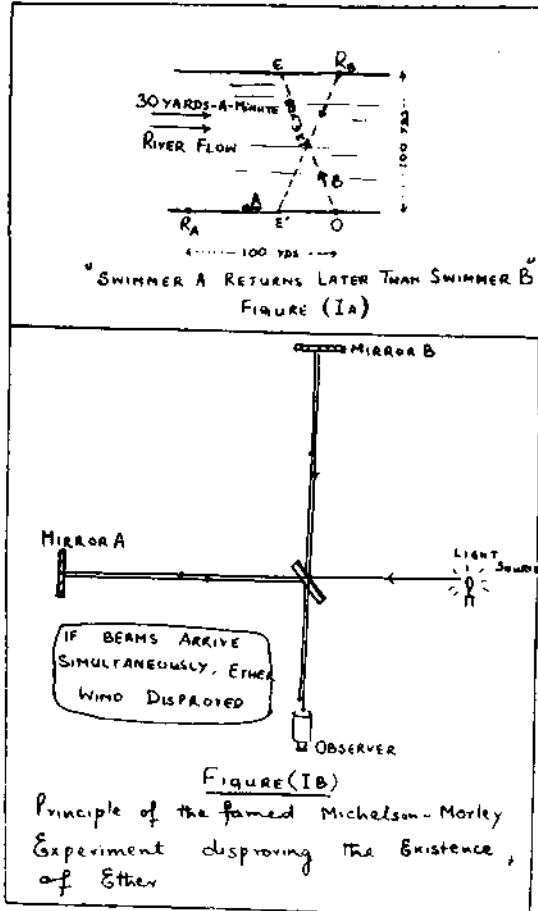 E
R_B
30 YARDS-A-MINUTE
RIVER FLOW
100 YDS
A
B
R_A
E'
O
100 YDS
"SWIMMER A RETURNS LATER THAN SWIMMER B"
FIGURE (IA)
MIRROR B
MIRROR A
LIGHT
SOURCE
IF BEAMS ARRIVE
SIMULTANEOUSLY, ETHER
WIND DISPROVED
OBSERVER
FIGURE (IB)
Principle of the famed Michelson-Morley
Experiment disproving the Existence,
of Ether